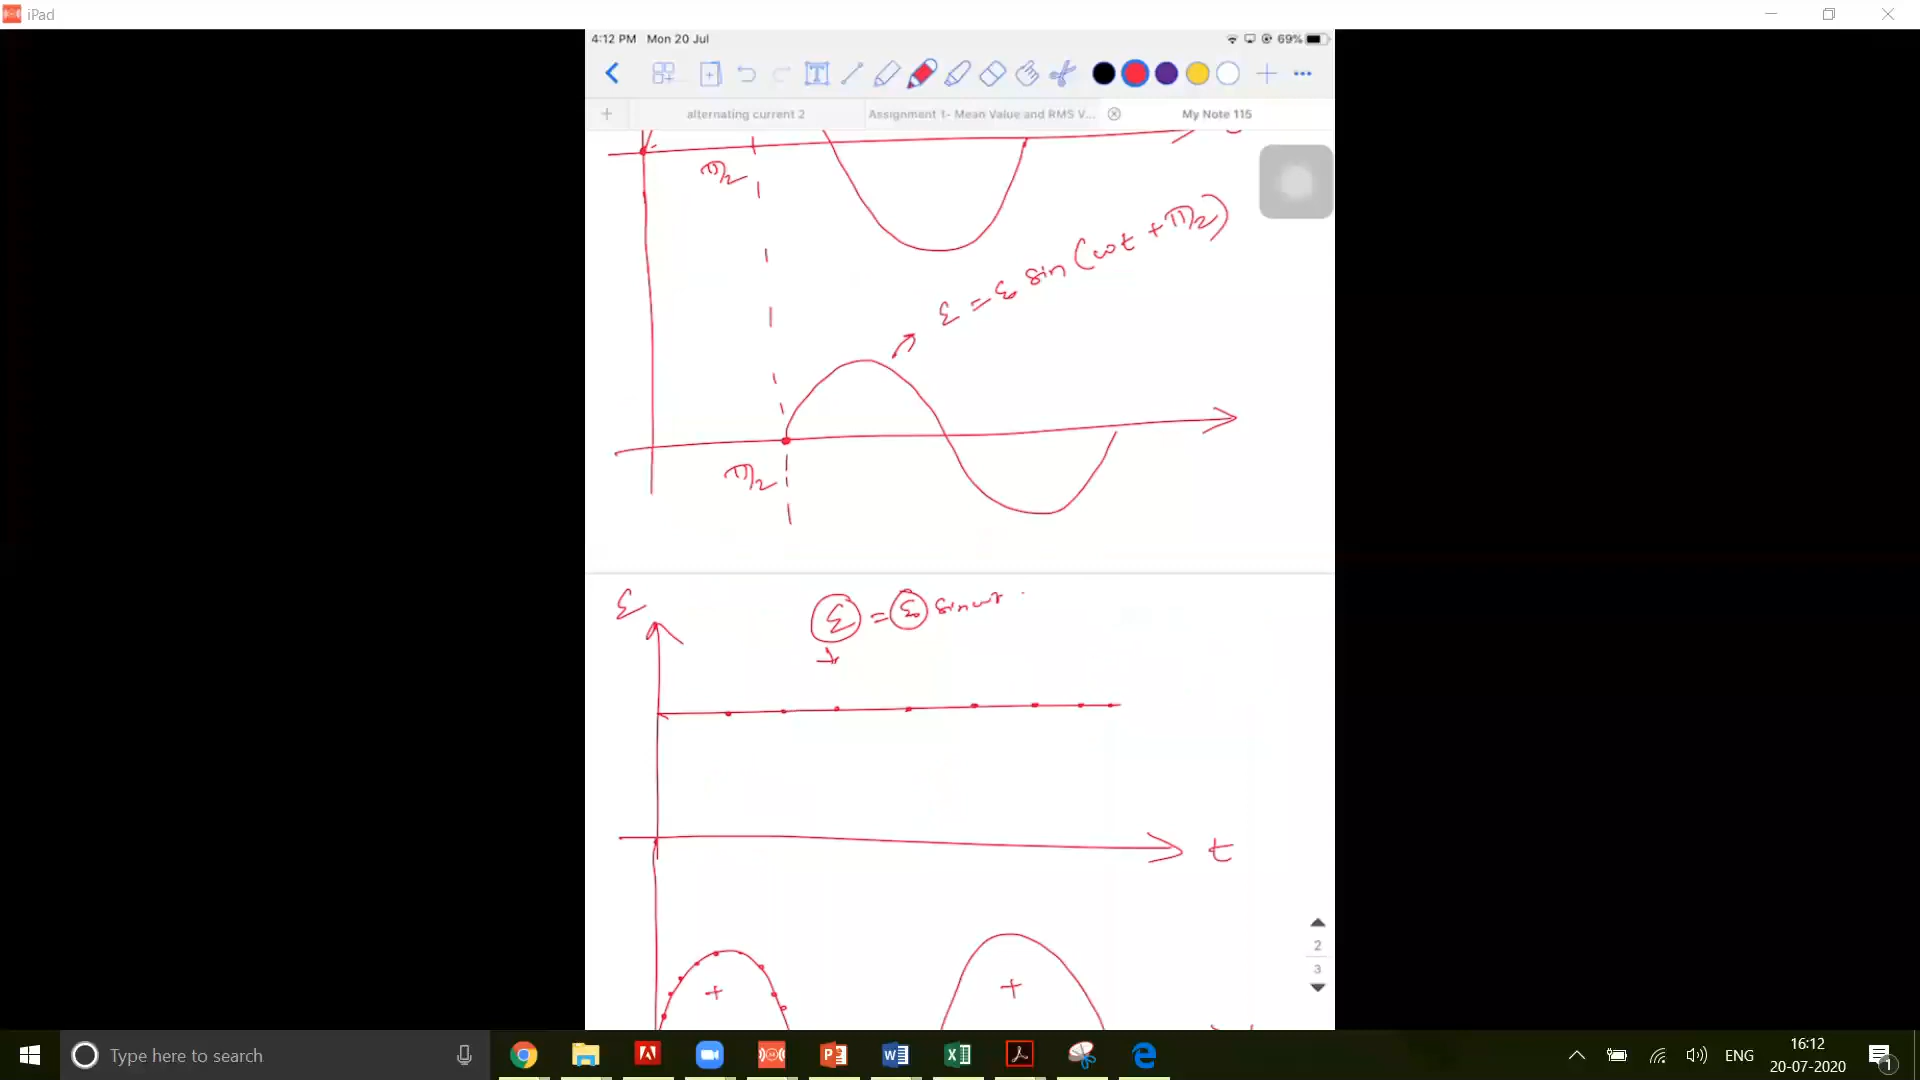 iPad
4:12 PM Mon 20 Jul
69%
alternating current 2
Assignment 1- Mean Value and RMS V...
My Note 115
π/2
ε = ε₀ sin (ωt + π/2)
π/2
ε
ε = ε₀ sin ωt
t
+
+
2
3
Type here to search
ENG
16:12
20-07-2020
1